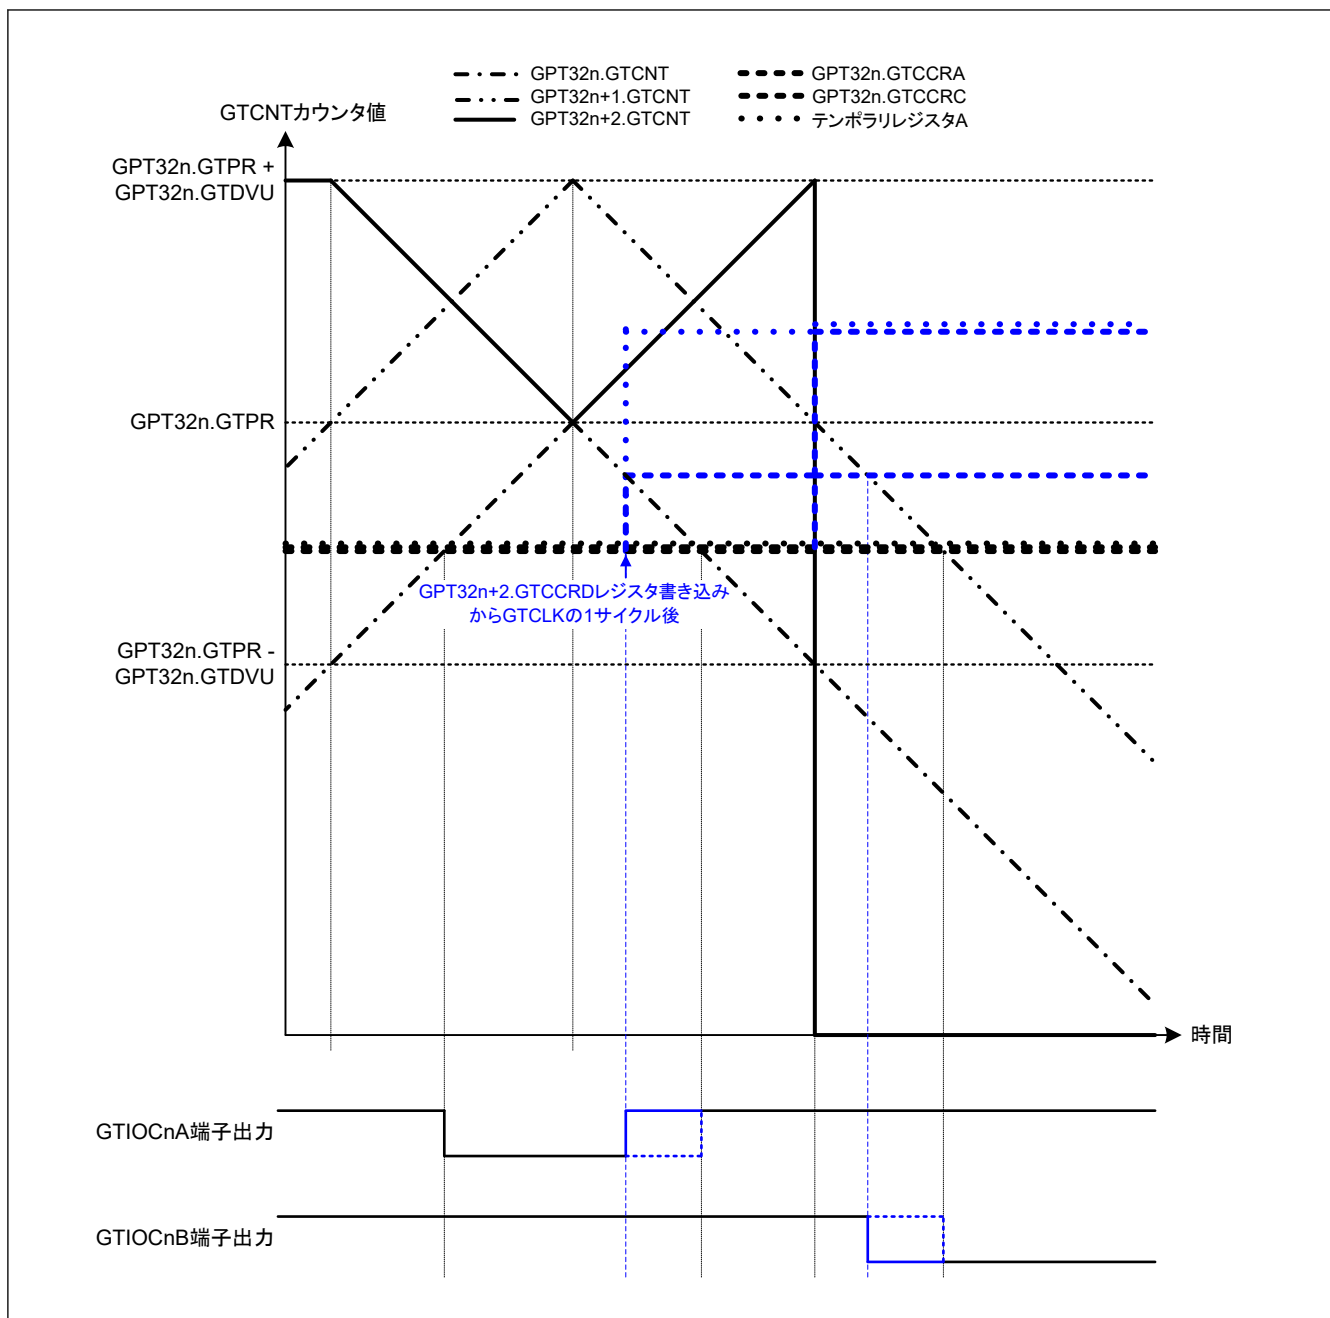 GPT32n.GTCNT
GPT32n+1.GTCNT
GPT32n+2.GTCNT
GPT32n.GTCCRA
GPT32n.GTCCRC
テンポラリレジスタA
GTCNTカウンタ値
GPT32n.GTPR +
GPT32n.GTDVU
GPT32n.GTPR
GPT32n+2.GTCCRDレジスタ書き込み
からGTCLKの1サイクル後
GPT32n.GTPR -
GPT32n.GTDVU
時間
GTIOCnA端子出力
GTIOCnB端子出力